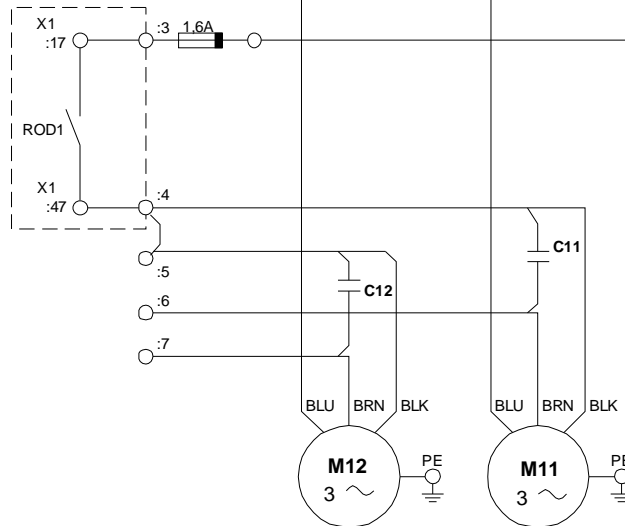 X1
:17
:3
1,6A
ROD1
X1
:47
:4
:5
C11
C12
:6
:7
BLU
BRN
BLK
BLU
BRN
BLK
M12
3
PE
M11
3
PE